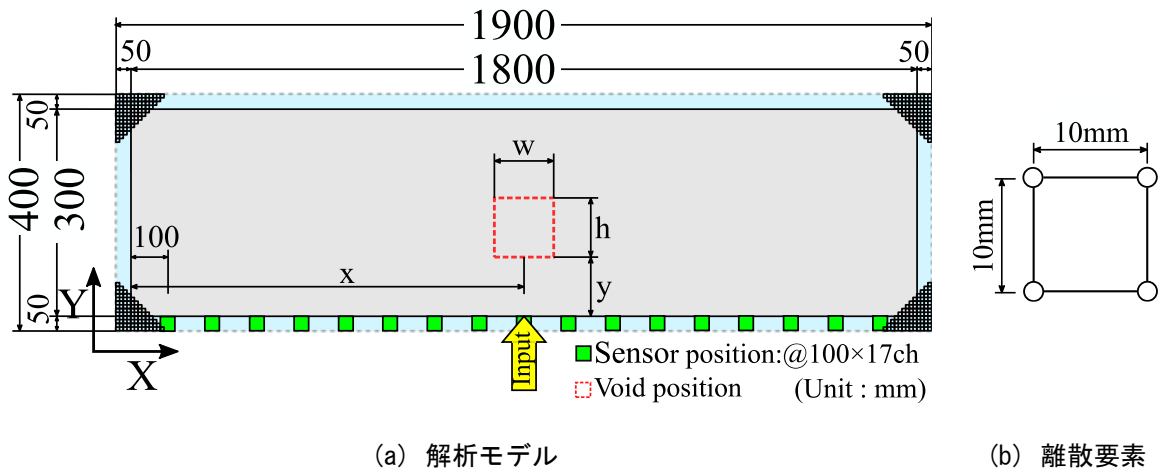 1900
50
1800
50
50
w
400
300
h
100
x
y
50
Y
X
Input
Sensor position:@100×17ch
Void position (Unit : mm)
10mm
10mm
(a) 解析モデル
(b) 離散要素